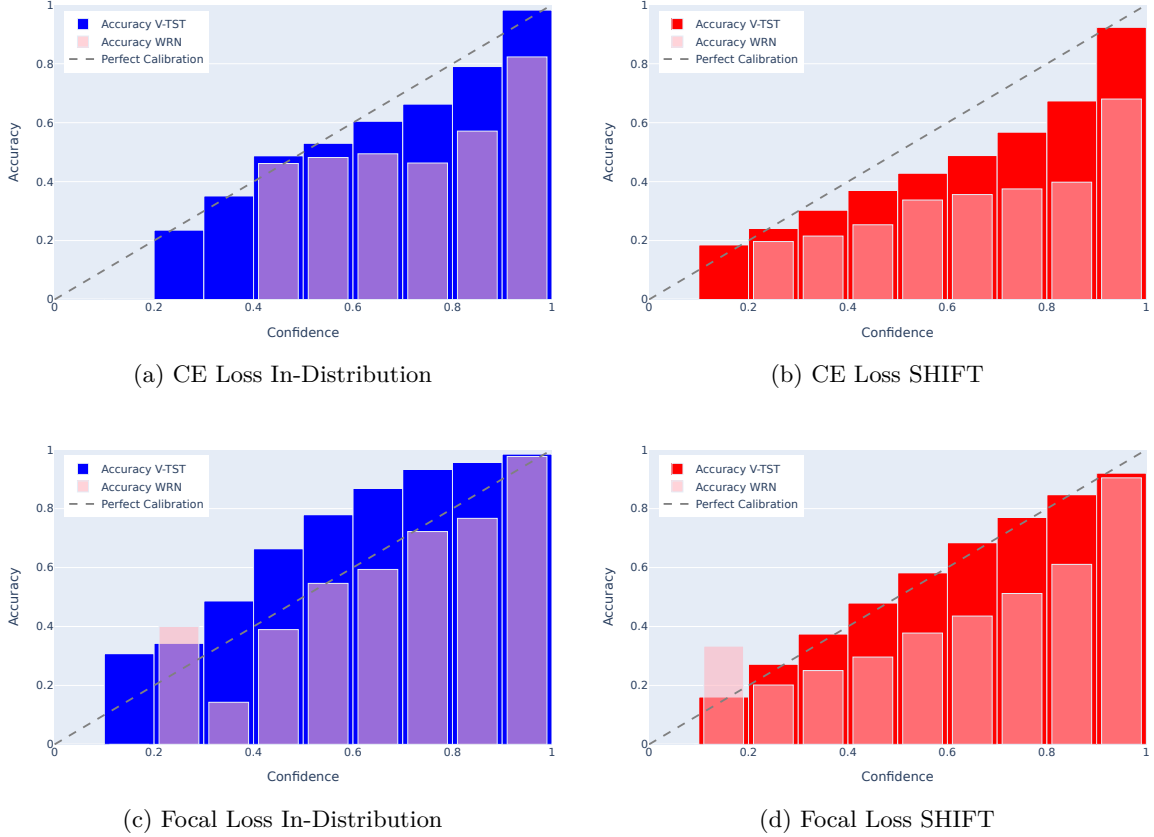 1
0.8
0.6
0.4
0.2
0
Accuracy
Accuracy V-TST
Accuracy WRN
Perfect Calibration
0 0.2 0.4 0.6 0.8 1
Confidence
(a) CE Loss In-Distribution
1
0.8
0.6
0.4
0.2
0
Accuracy
Accuracy V-TST
Accuracy WRN
Perfect Calibration
0 0.2 0.4 0.6 0.8 1
Confidence
(b) CE Loss SHIFT
1
0.8
0.6
0.4
0.2
0
Accuracy
Accuracy V-TST
Accuracy WRN
Perfect Calibration
0 0.2 0.4 0.6 0.8 1
Confidence
(c) Focal Loss In-Distribution
1
0.8
0.6
0.4
0.2
0
Accuracy
Accuracy V-TST
Accuracy WRN
Perfect Calibration
0 0.2 0.4 0.6 0.8 1
Confidence
(d) Focal Loss SHIFT